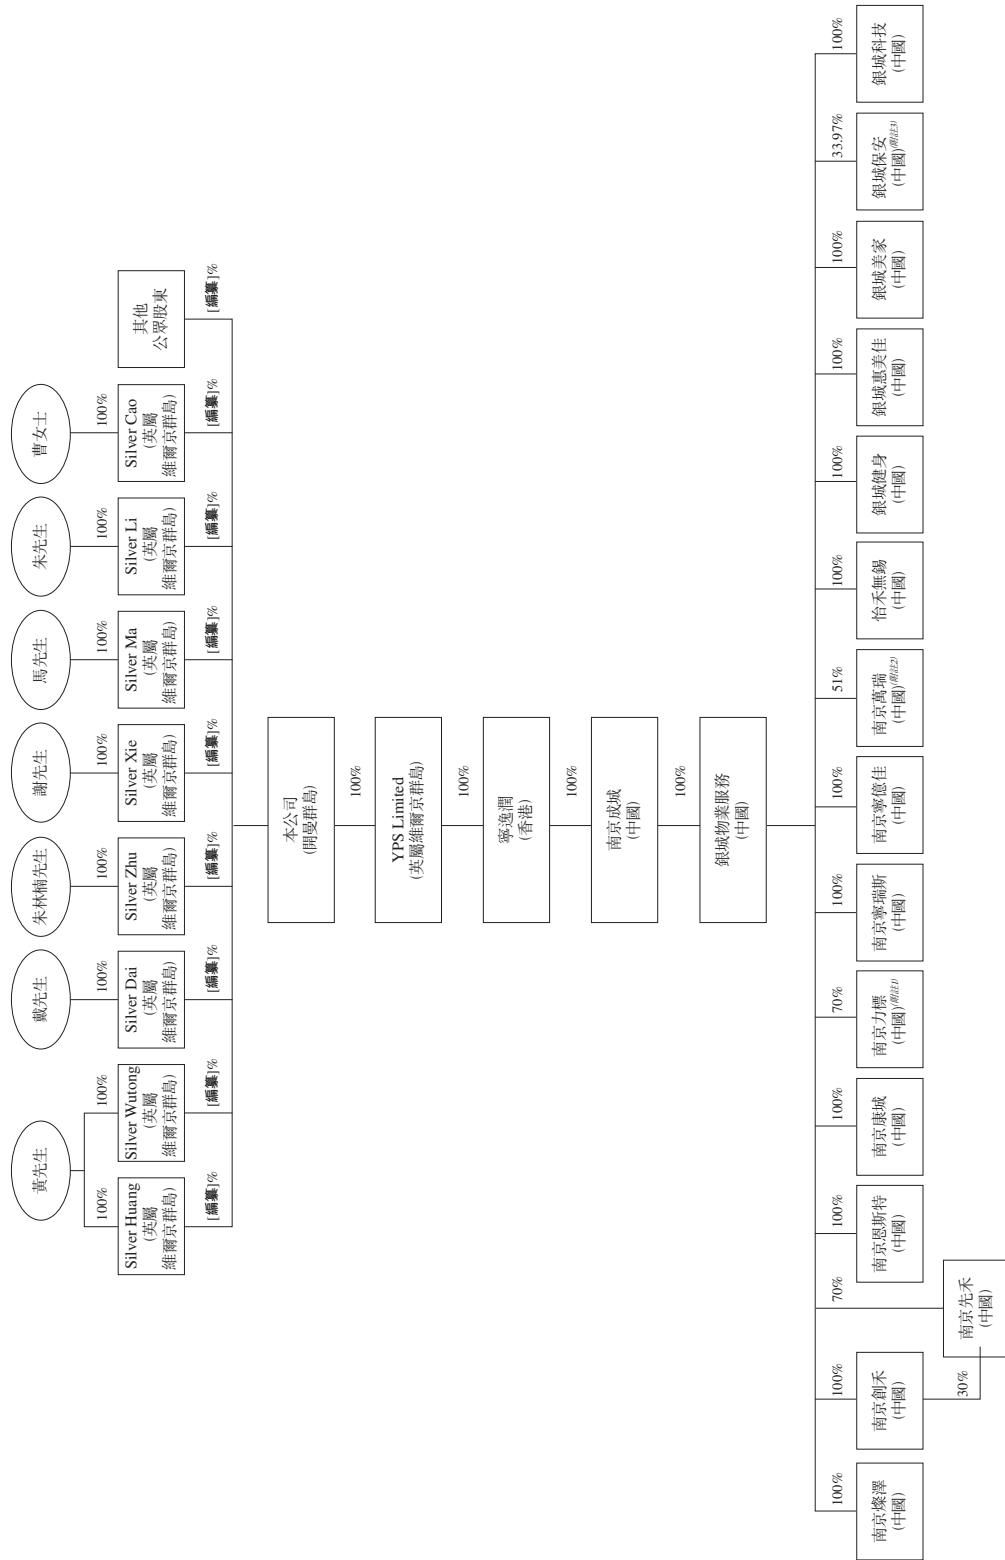 黃先生
戴先生
朱林楠先生
謝先生
馬先生
朱先生
曹女士
100%
100%
100%
100%
100%
100%
100%
100%
Silver Huang
(英屬
維爾京群島)
Silver Wutong
(英屬
維爾京群島)
Silver Dai
(英屬
維爾京群島)
Silver Zhu
(英屬
維爾京群島)
Silver Xie
(英屬
維爾京群島)
Silver Ma
(英屬
維爾京群島)
Silver Li
(英屬
維爾京群島)
Silver Cao
(英屬
維爾京群島)
其他
公眾股東
[編纂]%
[編纂]%
[編纂]%
[編纂]%
[編纂]%
[編纂]%
[編纂]%
[編纂]%
[編纂]%
本公司
(開曼群島)
100%
YPS Limited
(英屬維爾京群島)
100%
寧逸潤
(香港)
100%
南京成城
(中國)
100%
銀城物業服務
(中國)
100%
100%
70%
100%
100%
70%
100%
100%
51%
100%
100%
100%
100%
33.97%
100%
南京燦澤
(中國)
南京創禾
(中國)
南京恩斯特
(中國)
南京康城
(中國)
南京力標
(中國)(附註1)
南京寧瑞斯
(中國)
南京寧億佳
(中國)
南京萬瑞
(中國)(附註2)
怡禾無錫
(中國)
銀城健身
(中國)
銀城惠美佳
(中國)
銀城美家
(中國)
銀城保安
(中國)(附註3)
銀城科技
(中國)
30%
南京先禾
(中國)